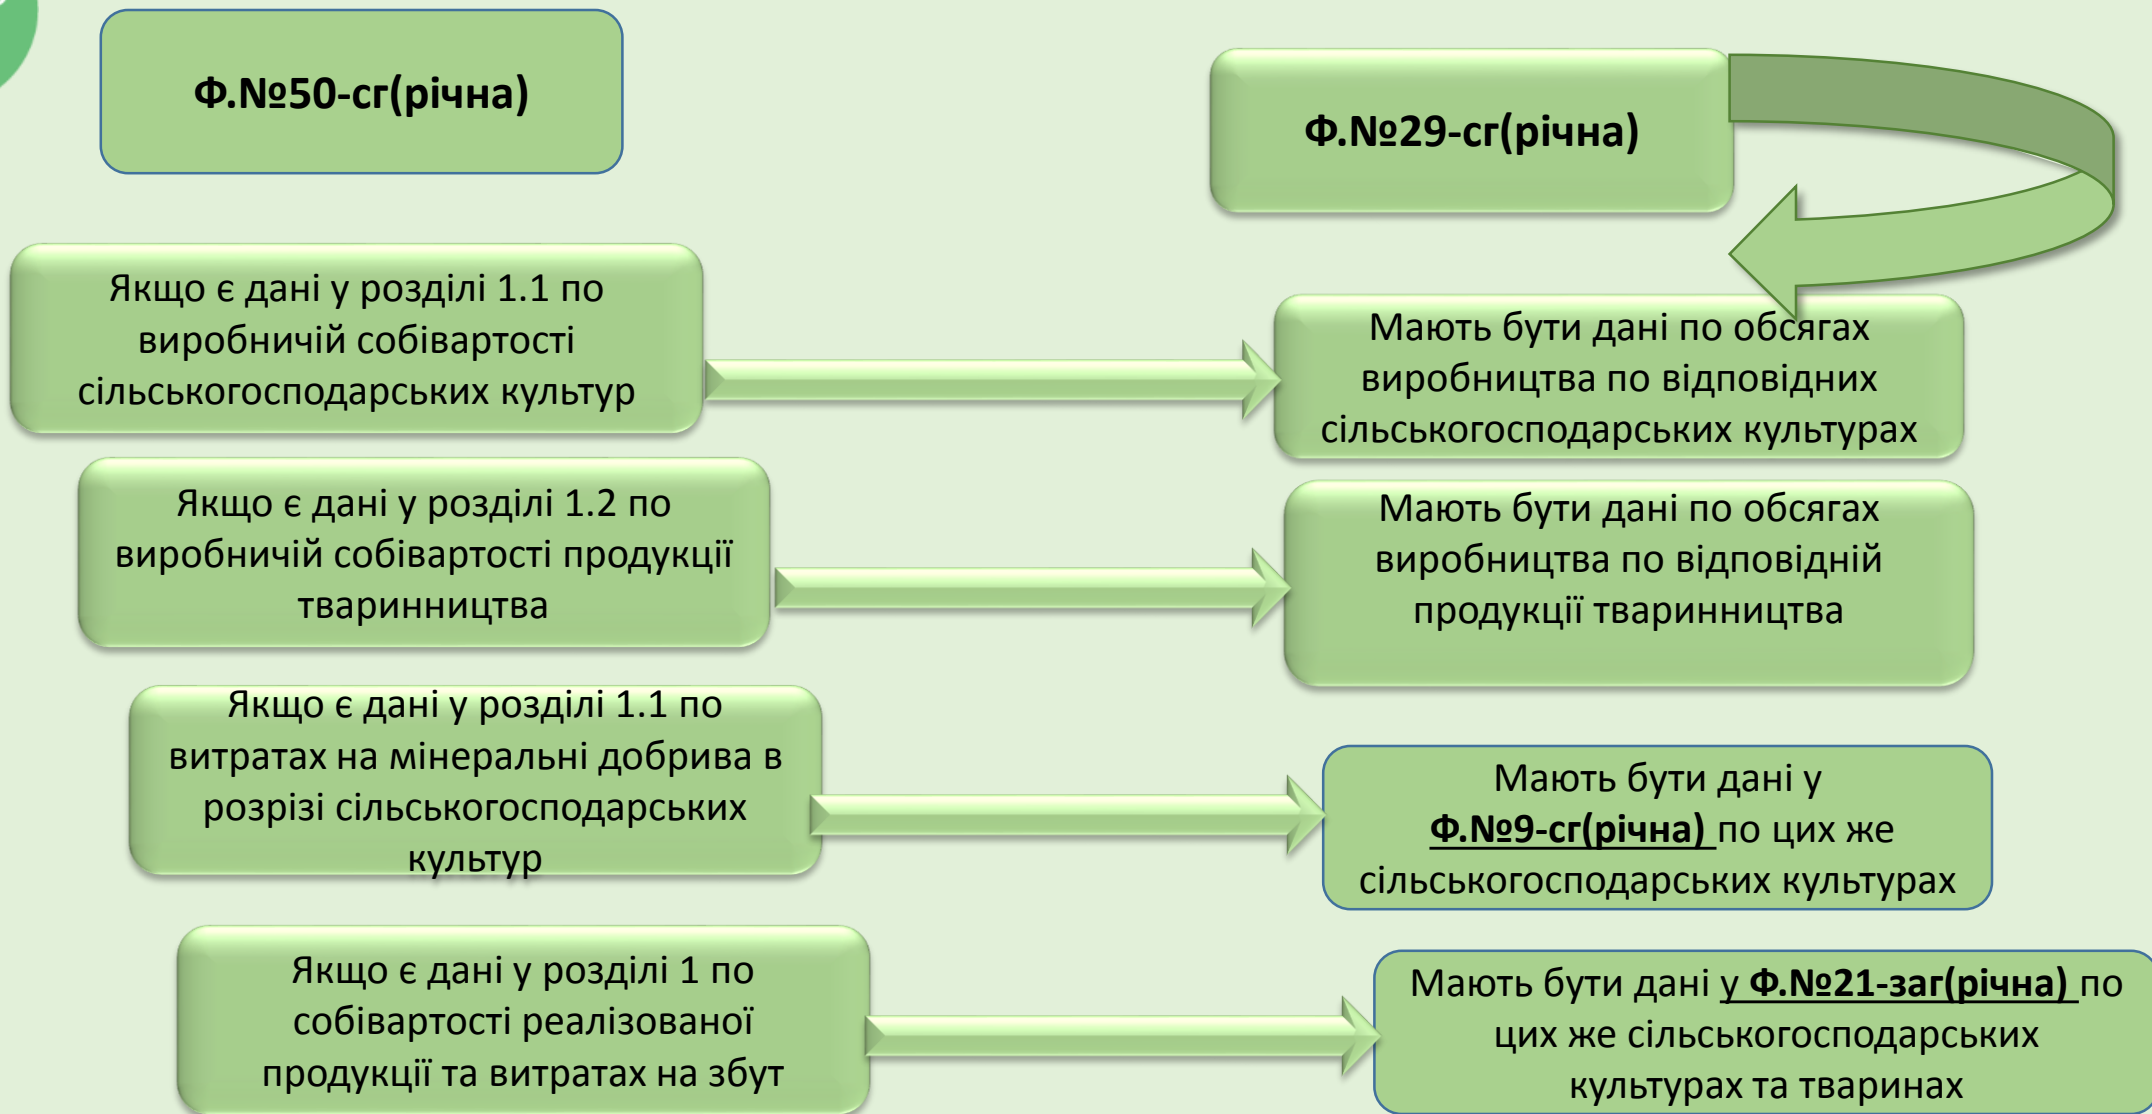 Ф.№50-сг(річна)
Ф.№29-сг(річна)
Якщо є дані у розділі 1.1 по
виробничій собівартості
сільськогосподарських культур
Мають бути дані по обсягах
виробництва по відповідних
сільськогосподарських культурах
Якщо є дані у розділі 1.2 по
виробничій собівартості продукції
тваринництва
Мають бути дані по обсягах
виробництва по відповідній
продукції тваринництва
Якщо є дані у розділі 1.1 по
витратах на мінеральні добрива в
розрізі сільськогосподарських
культур
Мають бути дані у
Ф.№9-сг(річна) по цих же
сільськогосподарських культурах
Якщо є дані у розділі 1 по
собівартості реалізованої
продукції та витратах на збут
Мають бути дані у Ф.№21-заг(річна) по
цих же сільськогосподарських
культурах та тваринах